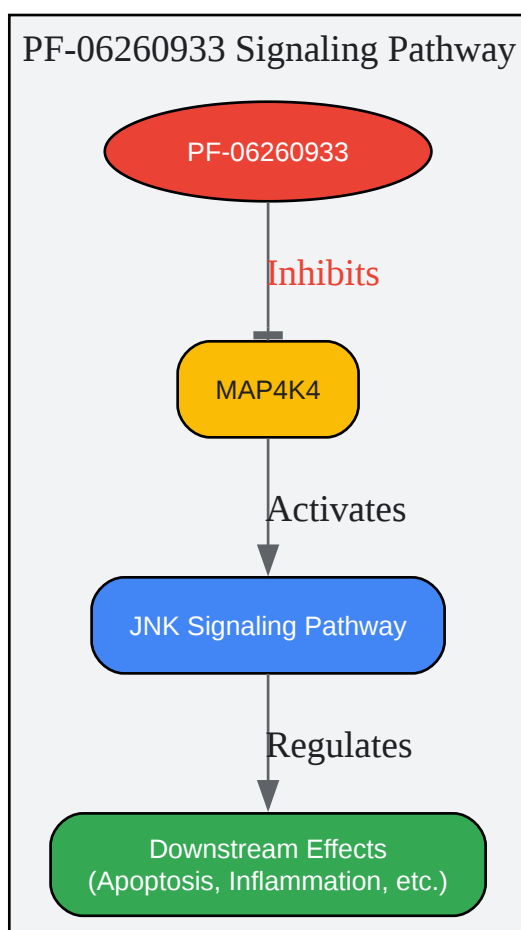 PF-06260933 Signaling Pathway
PF-06260933
Inhibits
MAP4K4
Activates
JNK Signaling Pathway
Regulates
Downstream Effects
(Apoptosis, Inflammation, etc.)